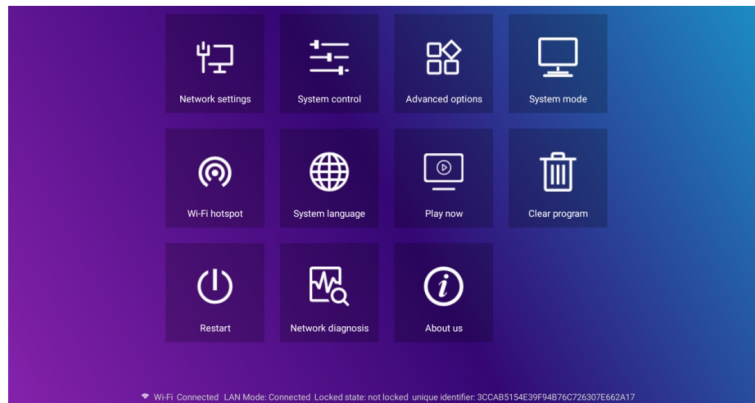 Network settings
System control
Advanced options
System mode
Wi-Fi hotspot
System language
Play now
Clear program
Restart
Network diagnosis
About us
Wi-Fi Connected LAN Mode: Connected Locked state: not locked unique identifier: 3CCAB5154E39F94B76C726307E662A17